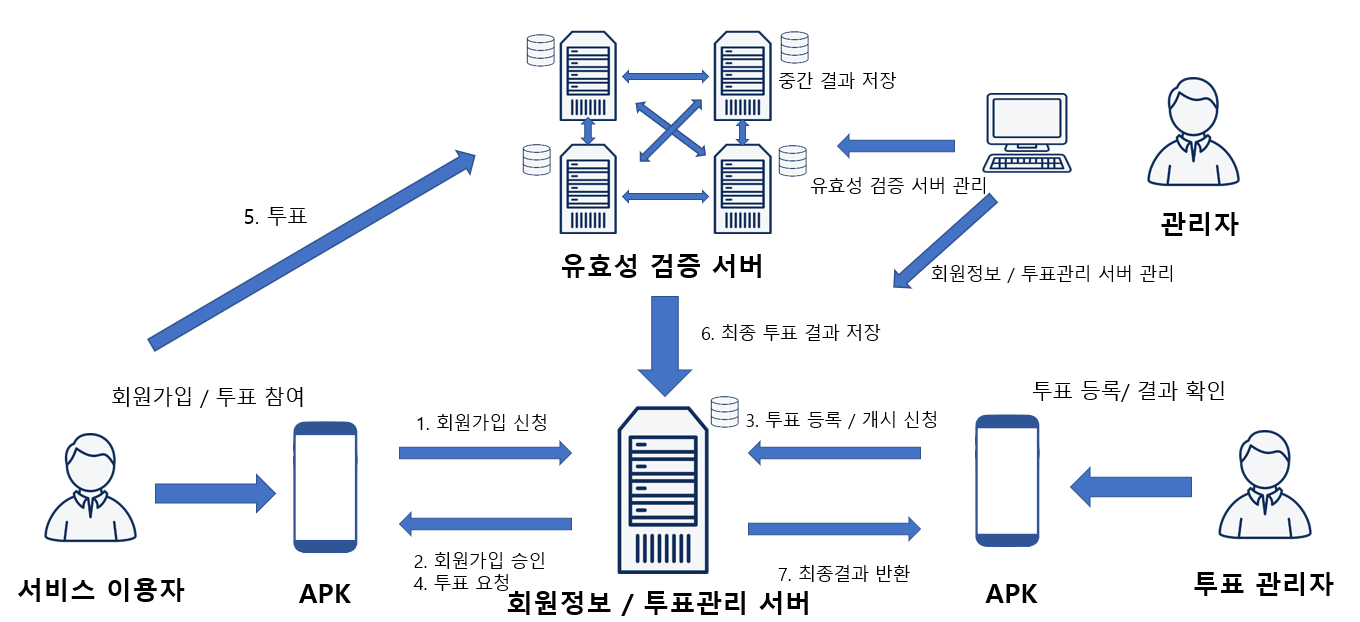 중간 결과 저장
유효성 검증 서버 관리
5. 투표
관리자
유효성 검증 서버
회원정보 / 투표관리 서버 관리
6. 최종 투표 결과 저장
회원가입 / 투표 참여
투표 등록/ 결과 확인
1. 회원가입 신청
3. 투표 등록 / 개시 신청
2. 회원가입 승인
4. 투표 요청
7. 최종결과 반환
서비스 이용자
APK
회원정보 / 투표관리 서버
APK
투표 관리자